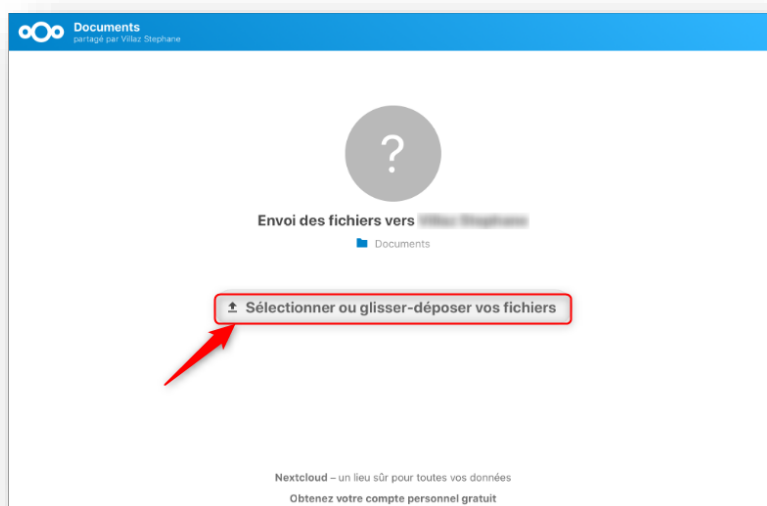 Documents
partagé par Villaz Stephane
?
Envoi des fichiers vers
Documents
Sélectionner ou glisser-déposer vos fichiers
Nextcloud – un lieu sûr pour toutes vos données
Obtenez votre compte personnel gratuit